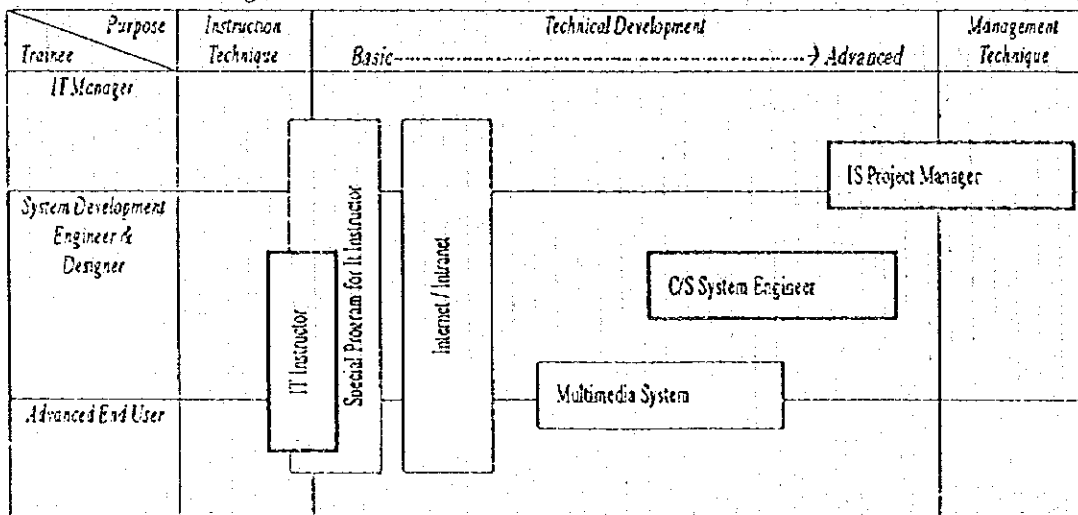 Purpose
Trainee
Instruction
Technique
Technical Development
Basic----------------------------------------→ Advanced
Management
Technique
IT Manager
System Development
Engineer &
Designer
Advanced End User
IT Instructor
Special Program for It Instructor
Internet / Intranet
IS Project Manager
C/S System Engineer
Multimedia System